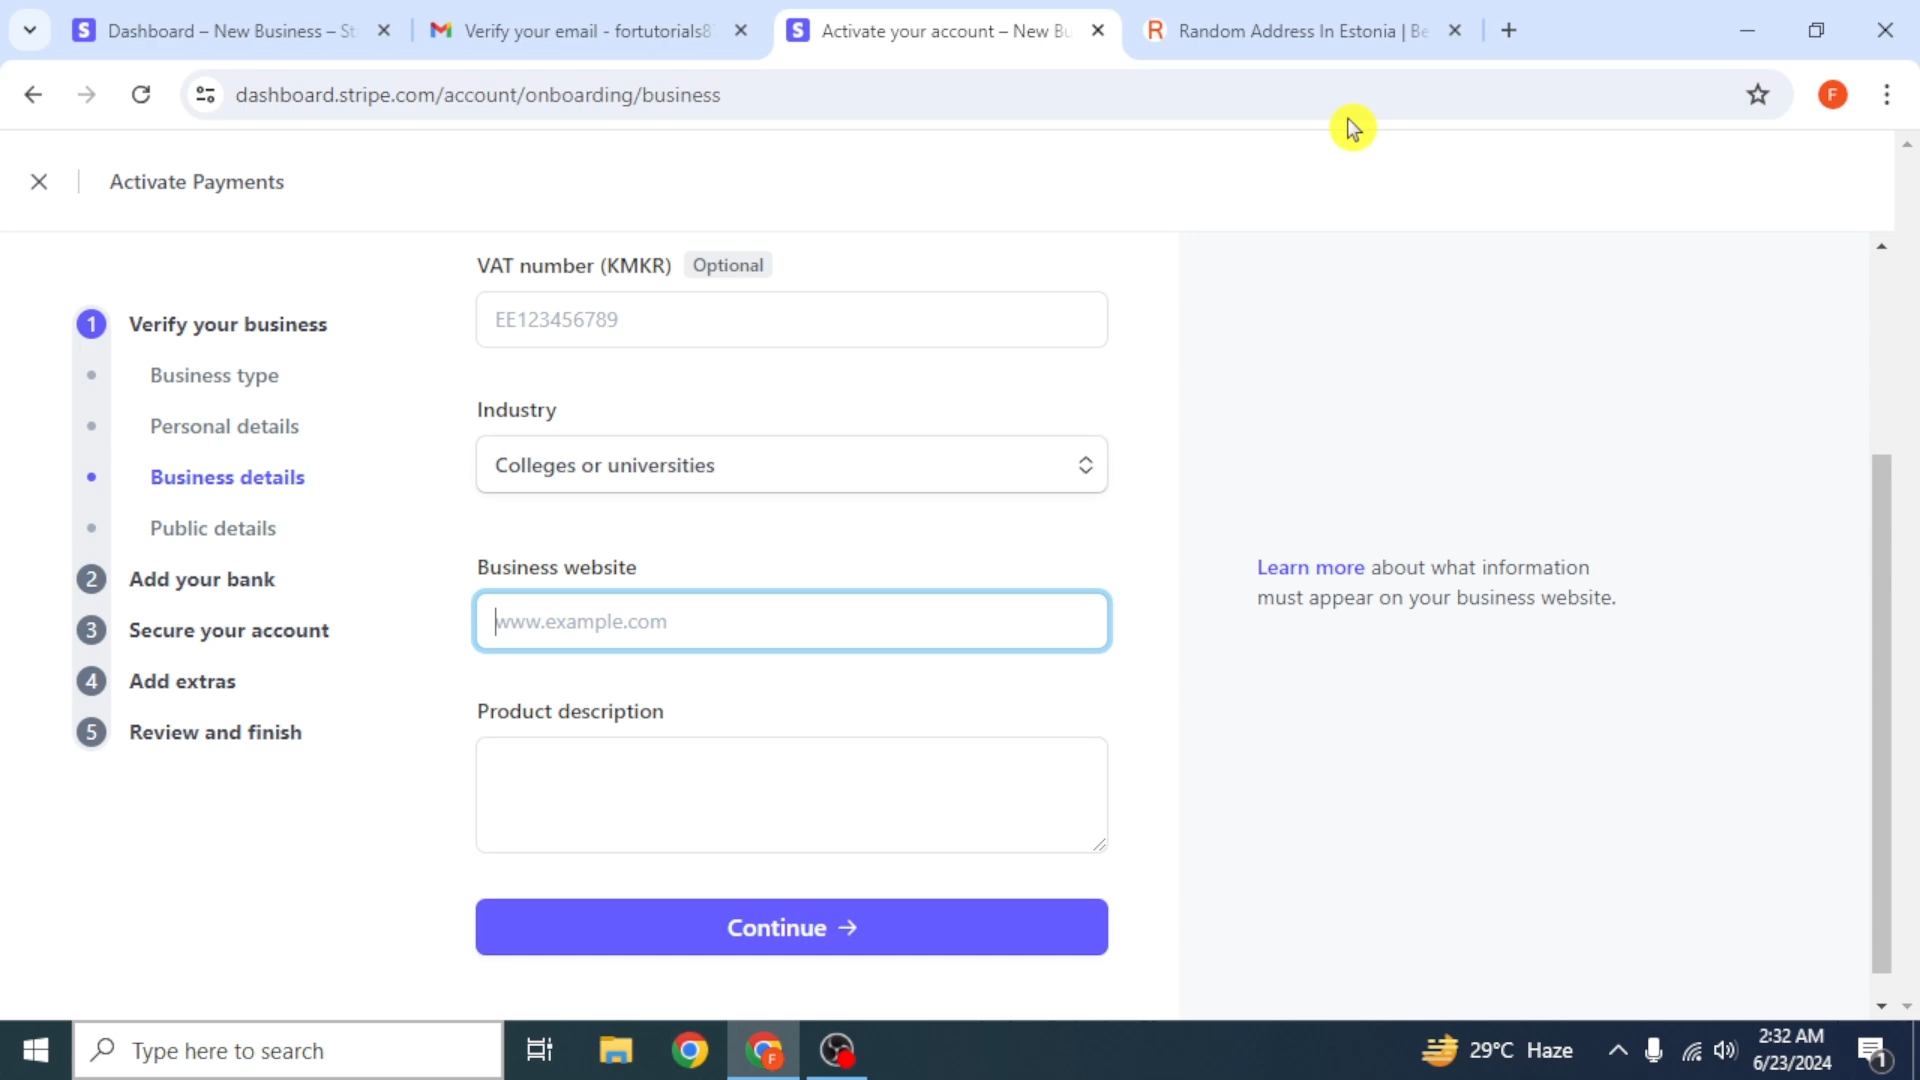 Dashboard – New Business – St
Verify your email - fortutorials8
Activate your account – New Bu
Random Address In Estonia | Be
dashboard.stripe.com/account/onboarding/business
F
Activate Payments
VAT number (KMKR) Optional
EE123456789
1 Verify your business
Business type
Personal details
Business details
Public details
2 Add your bank
3 Secure your account
4 Add extras
5 Review and finish
Industry
Colleges or universities
Business website
www.example.com
Product description
Continue →
Learn more about what information
must appear on your business website.
Type here to search
29°C Haze
2:32 AM
6/23/2024
1